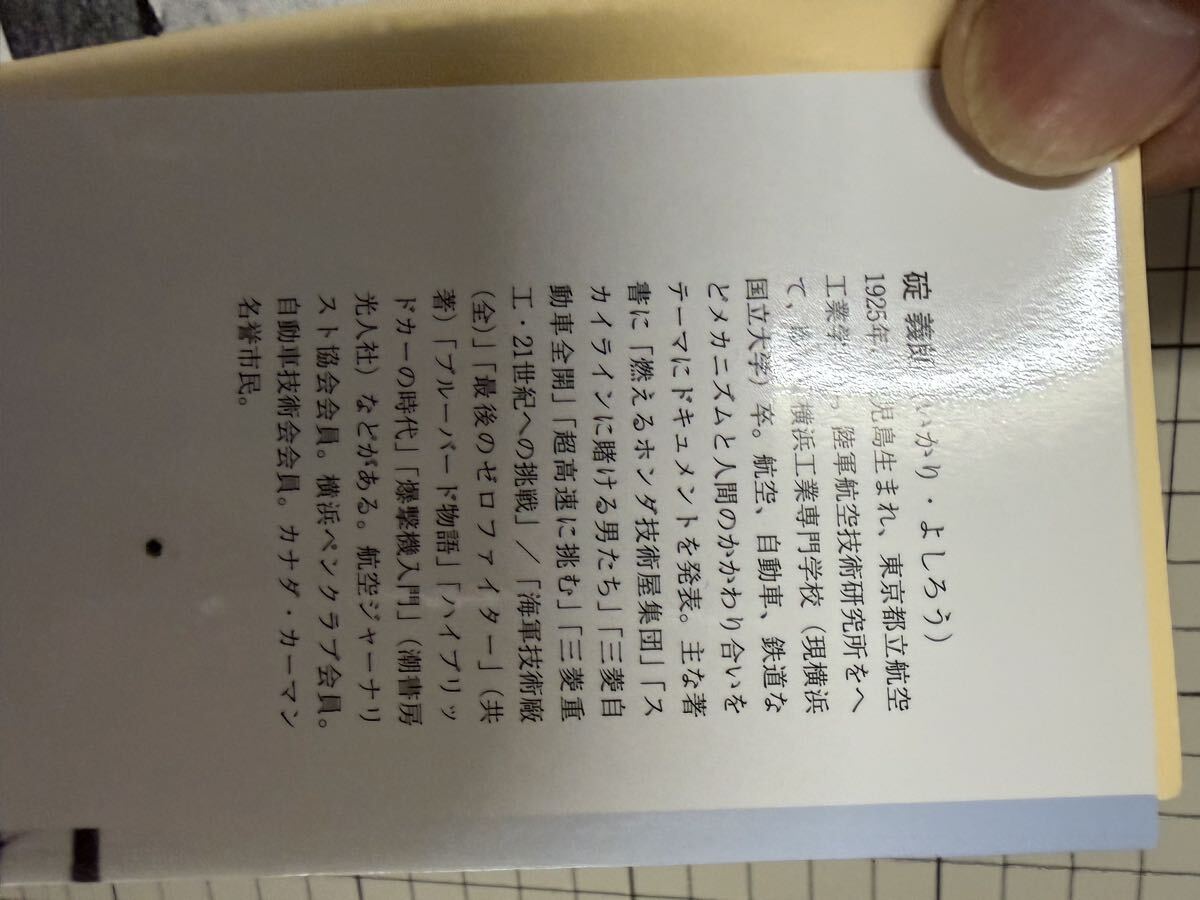 碇 義 いかり・よしろう）
1925年、 児島生まれ、東京都立航空
工業学 陸軍航空技術研究所をへ
て、 横浜工業専門学校（現横浜
国立大学）卒。航空、自動車、鉄道な
どメカニズムと人間のかかわり合いを
テーマにドキュメントを発表。主な著
書に「燃えるホンダ技術屋集団」「ス
カイラインに賭ける男たち」「三菱自
動車全開」「超高速に挑む」「三菱重
工・21世紀への挑戦」／「海軍技術廠
（全）」「最後のゼロファイター」（共
著）「ブルーバード物語」「ハイブリッ
ドカーの時代」「爆撃機入門」（潮書房
光人社）などがある。航空ジャーナリ
スト協会会員。横浜ペンクラブ会員。
自動車技術会会員。カナダ・カーマン
名誉市民。